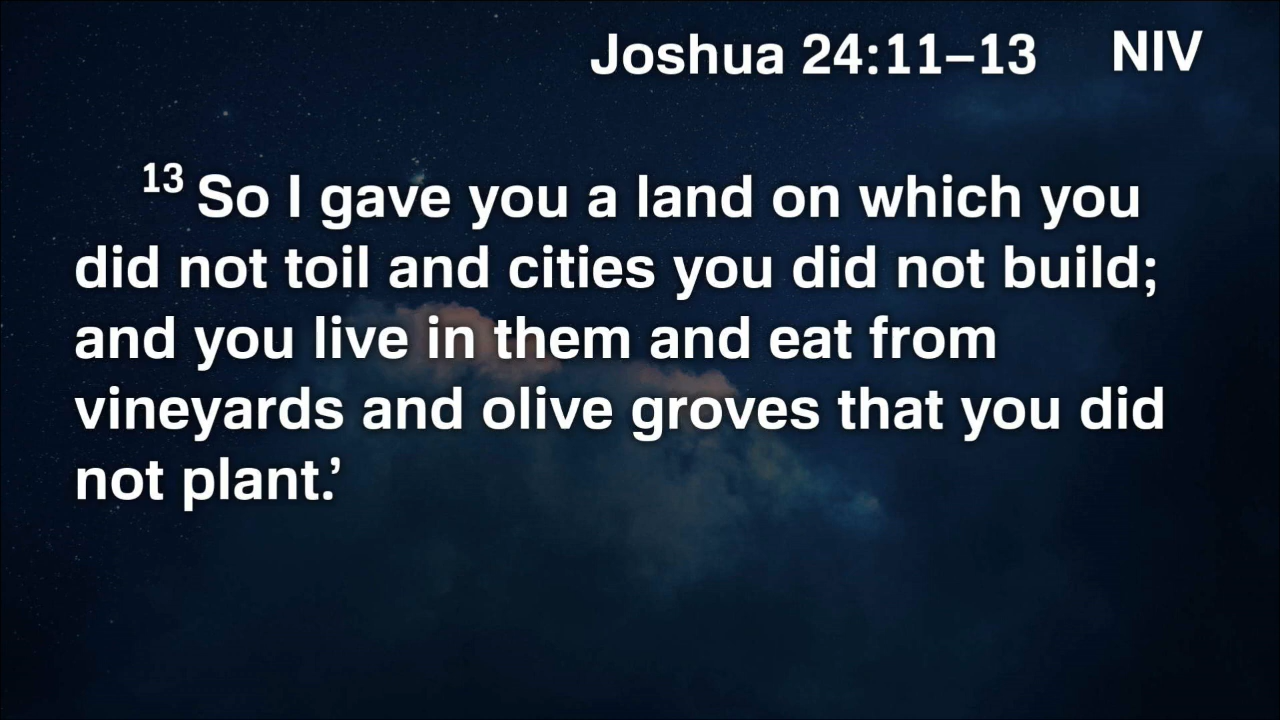 Joshua 24:11–13 NIV
13 So I gave you a land on which you
did not toil and cities you did not build;
and you live in them and eat from
vineyards and olive groves that you did
not plant.’